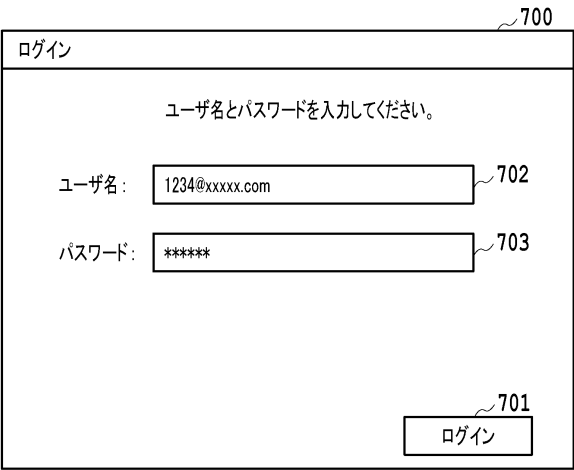 700
ログイン
ユーザ名とパスワードを入力してください。
ユーザ名: 1234@xxxxx.com 702
パスワード: ****** 703
701
ログイン